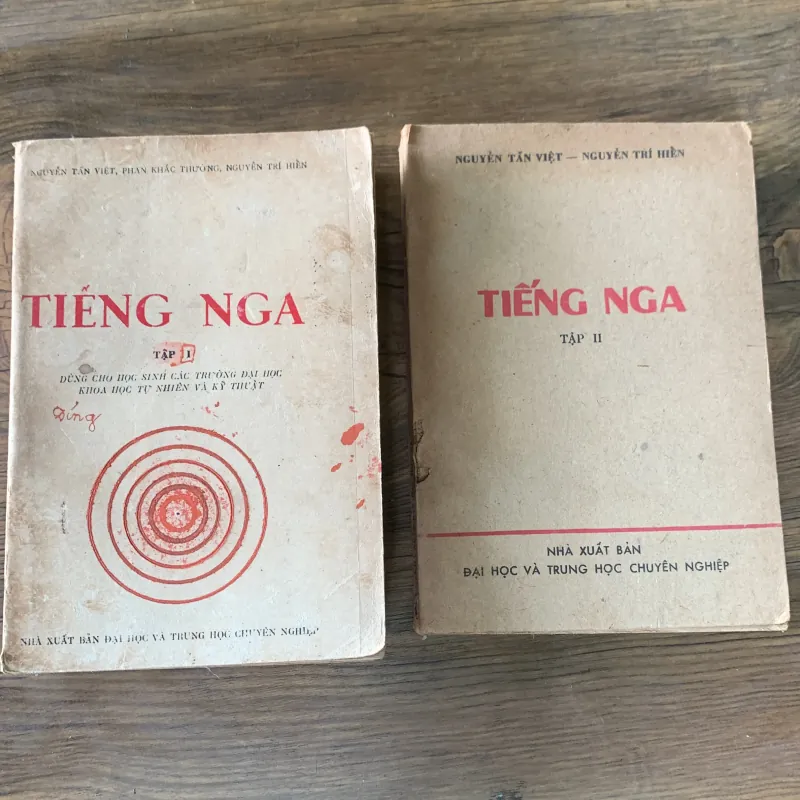 NGUYỄN TẤN VIỆT, PHAN KHẮC THƯỜNG, NGUYỄN TRÍ HIỀN
TIẾNG NGA
TẬP I
DÙNG CHO HỌC SINH CÁC TRƯỜNG ĐẠI HỌC
KHOA HỌC TỰ NHIÊN VÀ KỸ THUẬT
NHÀ XUẤT BẢN ĐẠI HỌC VÀ TRUNG HỌC CHUYÊN NGHIỆP
NGUYỄN TẤN VIỆT — NGUYỄN TRÍ HIỀN
TIẾNG NGA
TẬP II
NHÀ XUẤT BẢN
ĐẠI HỌC VÀ TRUNG HỌC CHUYÊN NGHIỆP